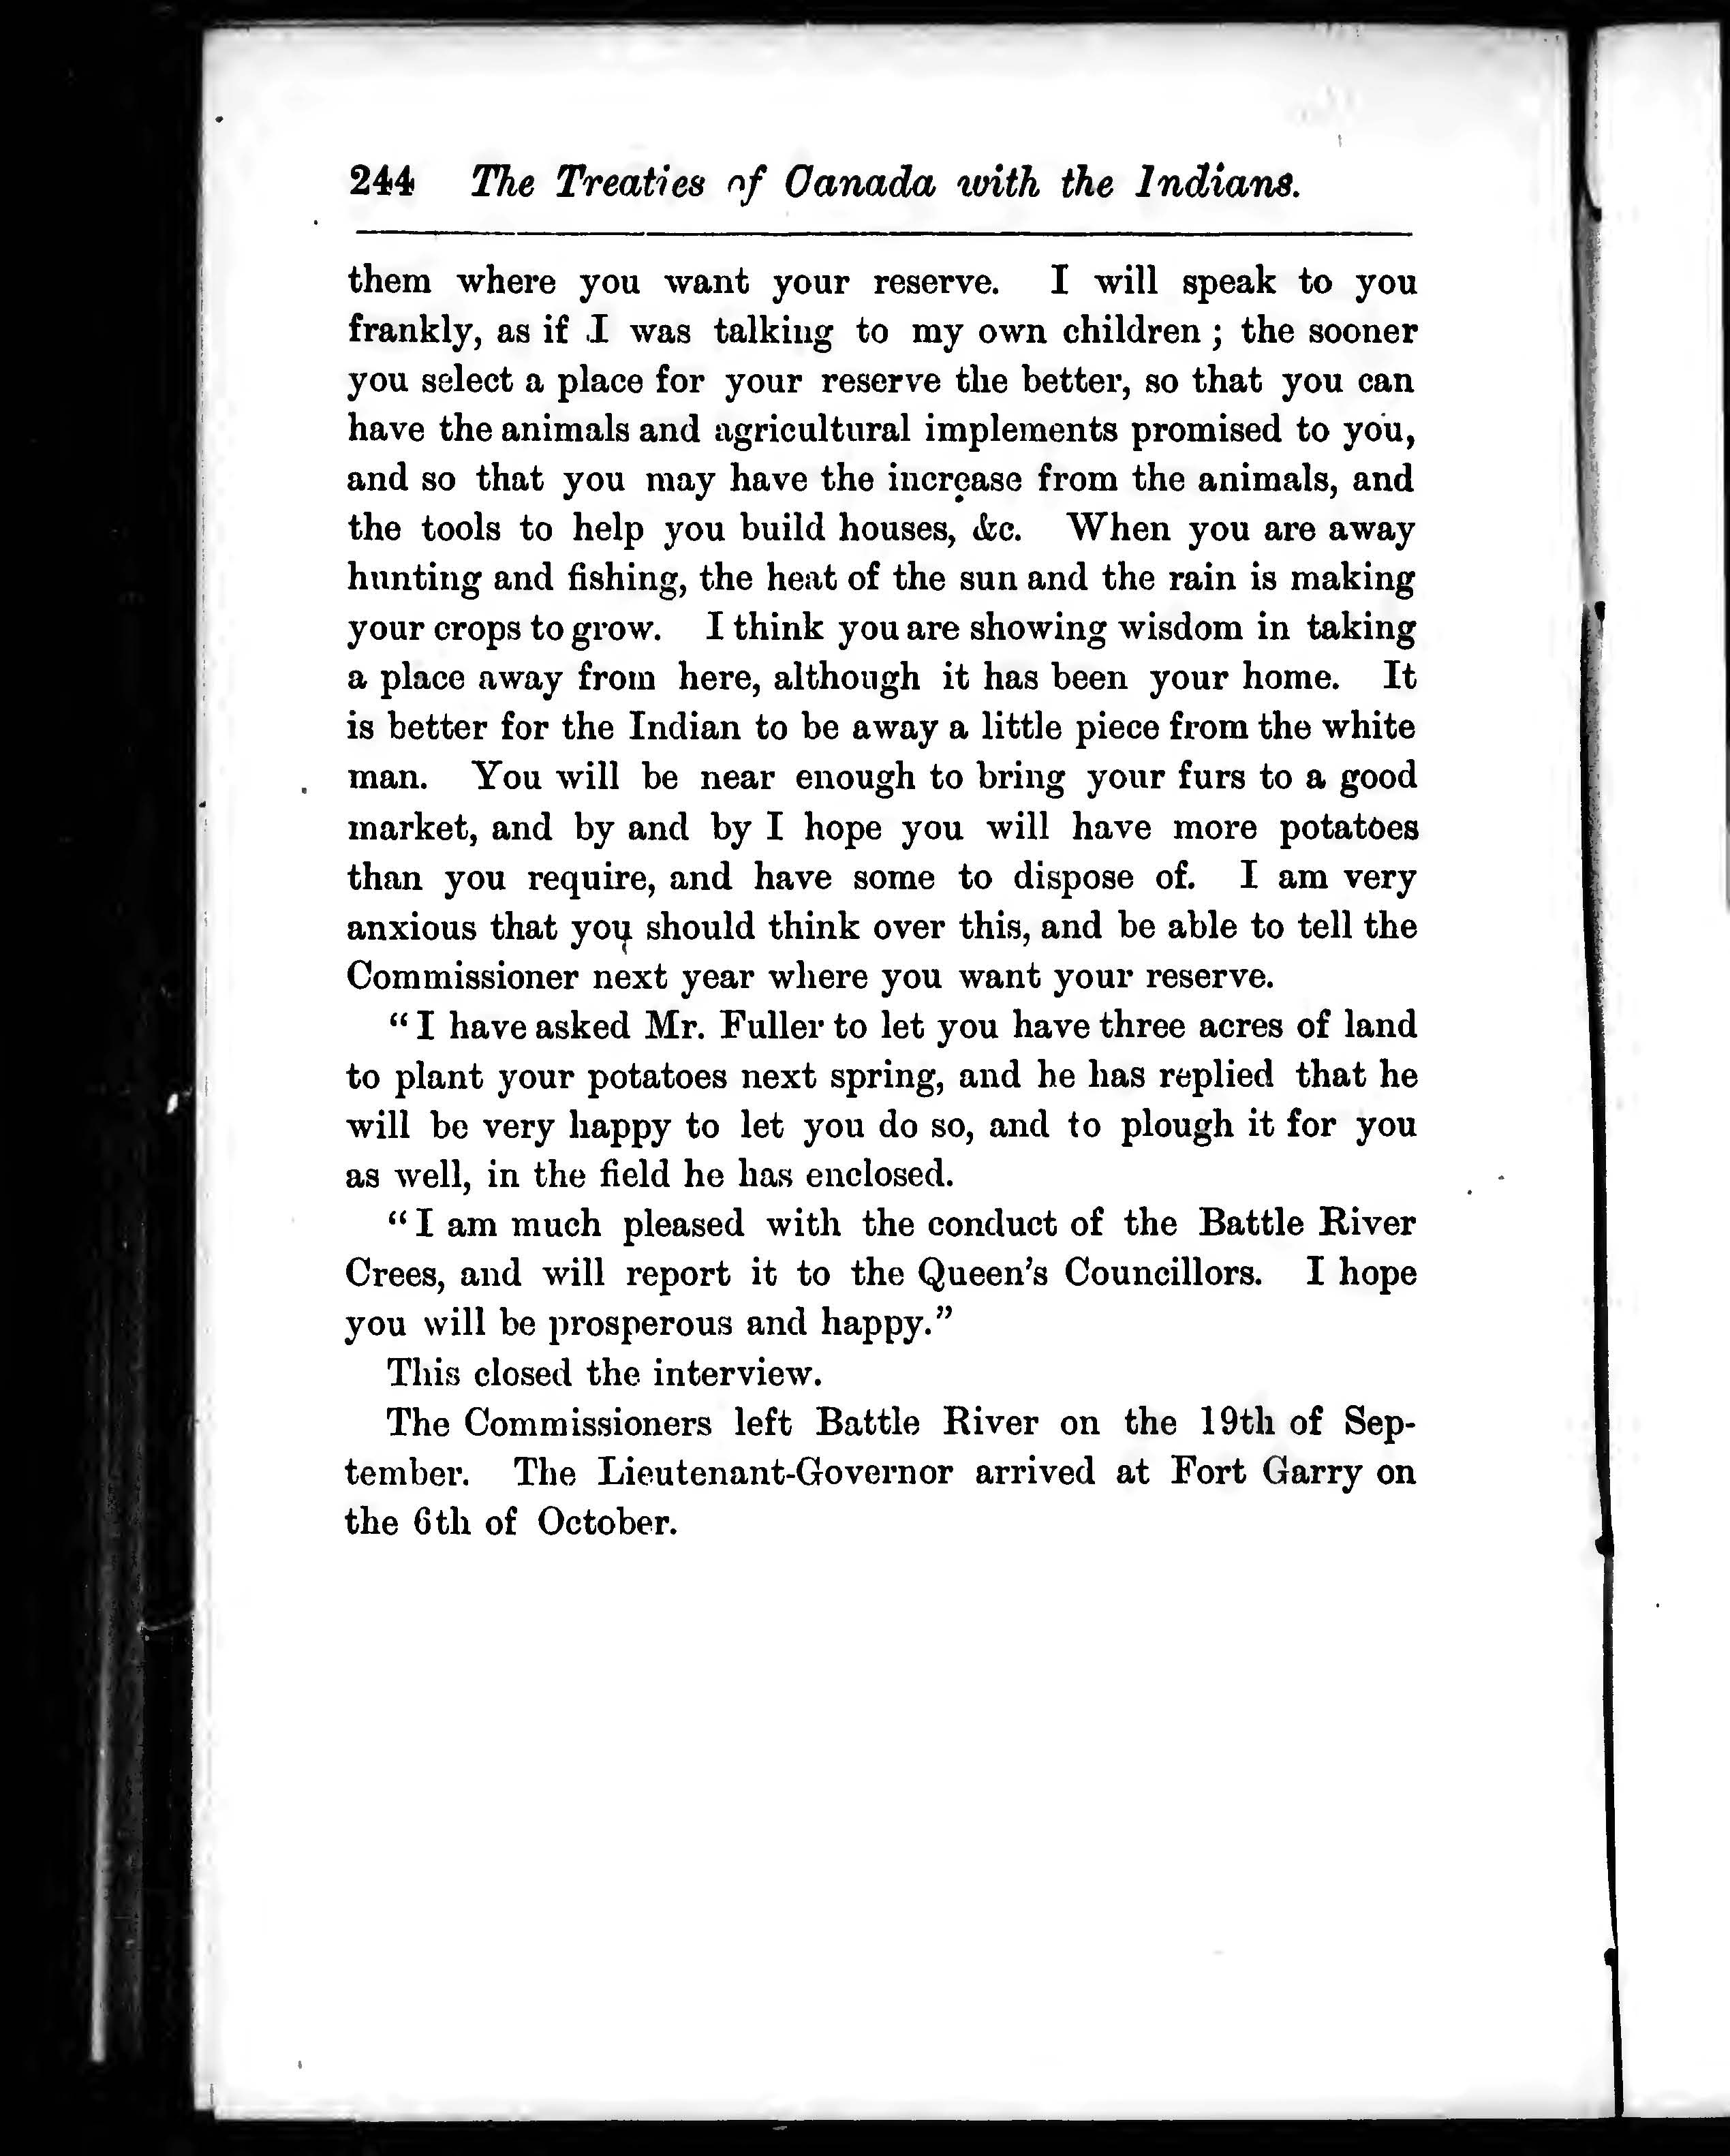 244 The Treaties of Canada with the Indians.
them where you want your reserve. I will speak to you
frankly, as if I was talking to my own children ; the sooner
you select a place for your reserve the better, so that you can
have the animals and agricultural implements promised to you,
and so that you may have the increase from the animals, and
the tools to help you build houses, &c. When you are away
hunting and fishing, the heat of the sun and the rain is making
your crops to grow. I think you are showing wisdom in taking
a place away from here, although it has been your home. It
is better for the Indian to be away a little piece from the white
man. You will be near enough to bring your furs to a good
market, and by and by I hope you will have more potatoes
than you require, and have some to dispose of. I am very
anxious that you should think over this, and be able to tell the
Commissioner next year where you want your reserve.
“ I have asked Mr. Fuller to let you have three acres of land
to plant your potatoes next spring, and he has replied that he
will be very happy to let you do so, and to plough it for you
as well, in the field he has enclosed.
“ I am much pleased with the conduct of the Battle River
Crees, and will report it to the Queen’s Councillors. I hope
you will be prosperous and happy.”
This closed the interview.
The Commissioners left Battle River on the 19th of Sep-
tember. The Lieutenant-Governor arrived at Fort Garry on
the 6th of October.